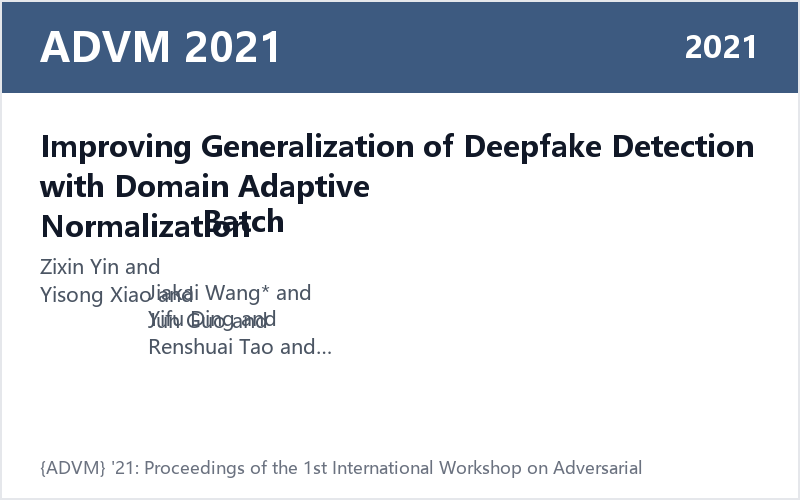 ADVM 2021
2021
Improving Generalization of Deepfake Detection
with Domain Adaptive
Batch
Normalization
Zixin Yin and
Jiakai Wang* and
Yisong Xiao and
Yifu Ding and
Jun Guo and
Renshuai Tao and...
{ADVM} '21: Proceedings of the 1st International Workshop on Adversarial